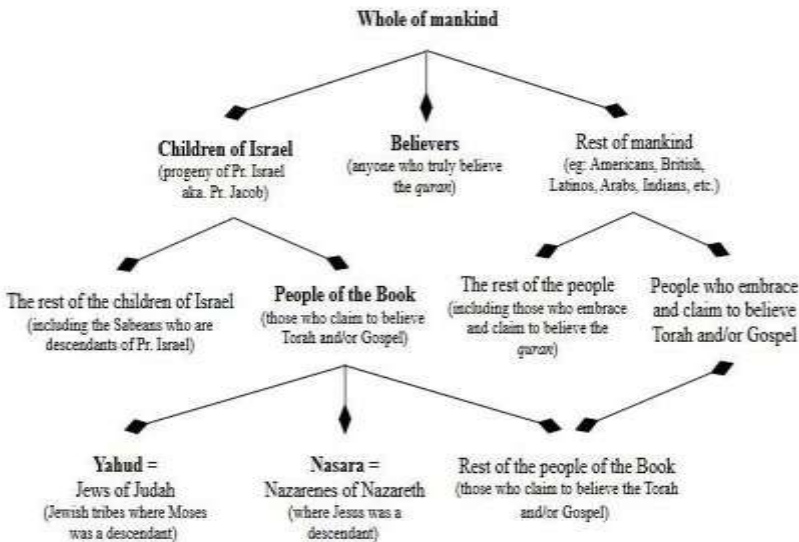 Whole of mankind
Children of Israel
(progeny of Pr. Israel
aka. Pr. Jacob)
Believers
(anyone who truly believe
the quran)
Rest of mankind
(eg: Americans, British,
Latinos, Arabs, Indians, etc.)
The rest of the children of Israel
(including the Sabeans who are
descendants of Pr. Israel)
People of the Book
(those who claim to believe
Torah and/or Gospel)
The rest of the people
(including those who embrace
and claim to believe the
quran)
People who embrace
and claim to believe
Torah and/or Gospel
Yahud =
Jews of Judah
(Jewish tribes where Moses
was a descendant)
Nasara =
Nazarenes of Nazareth
(where Jesus was a
descendant)
Rest of the people of the Book
(those who claim to believe the Torah
and/or Gospel)